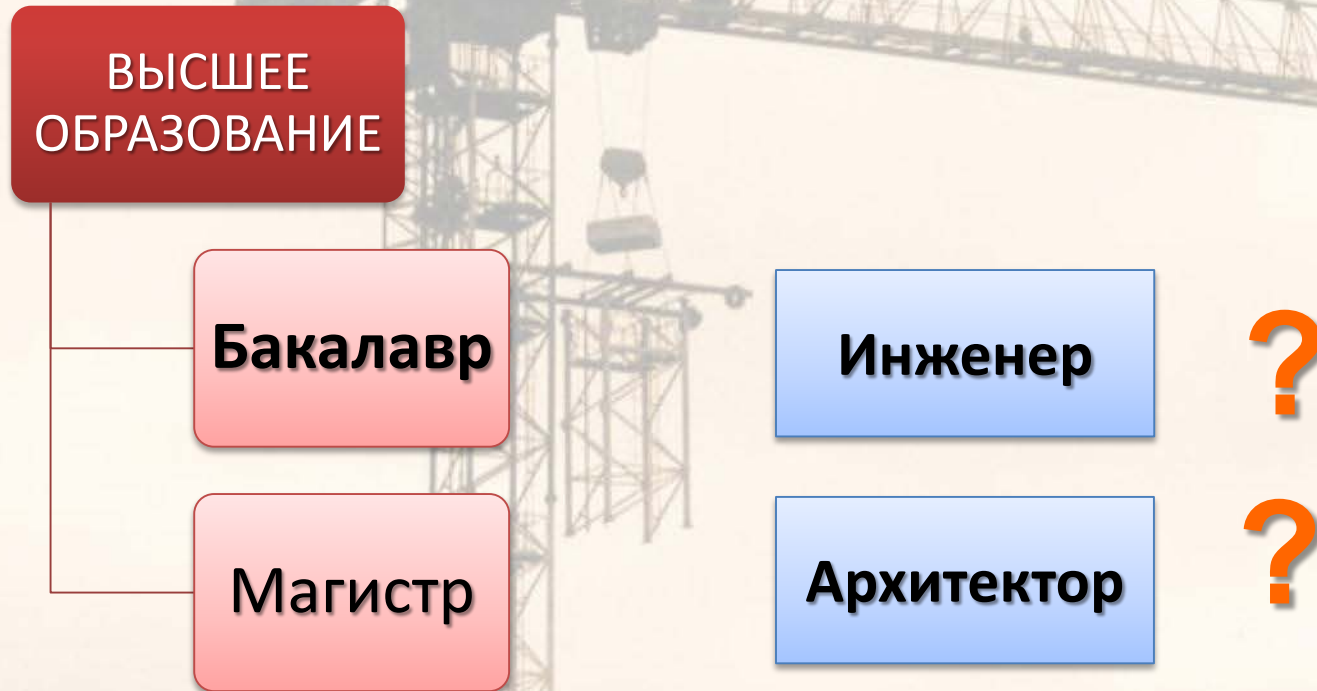 ВЫСШЕЕ
ОБРАЗОВАНИЕ
Бакалавр
Инженер
?
Магистр
Архитектор
?